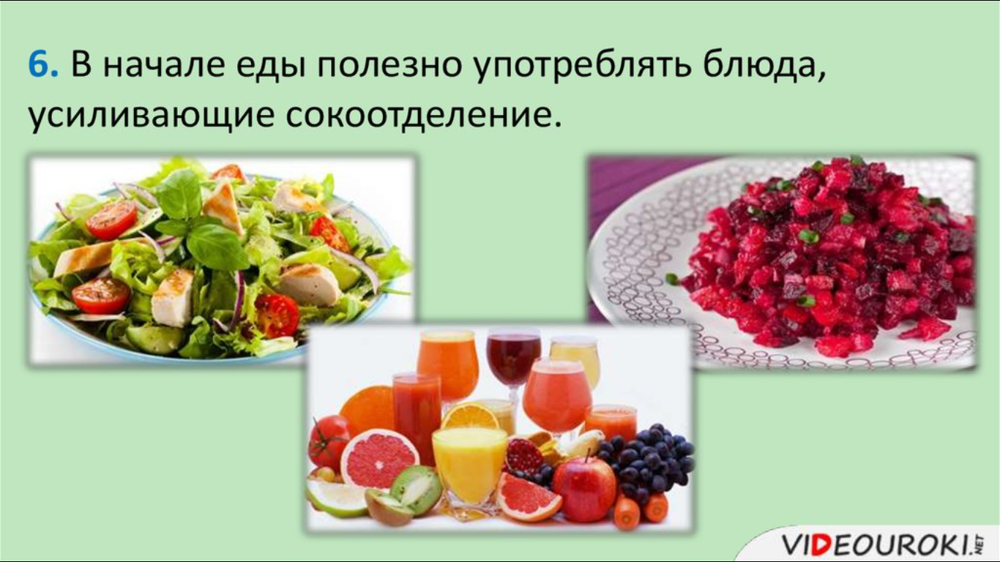 6. В начале еды полезно употреблять блюда,
усиливающие сокоотделение.
VIDEOUROKI.NET